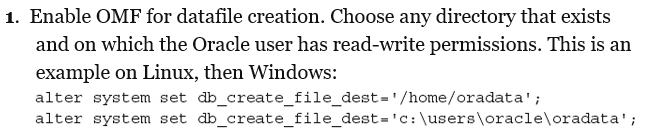 1. Enable OMF for datafile creation. Choose any directory that exists
and on which the Oracle user has read-write permissions. This is an
example on Linux, then Windows:
alter system set db_create_file_dest='/home/oradata';
alter system set db_create_file_dest='c:\users\oracle\oradata';